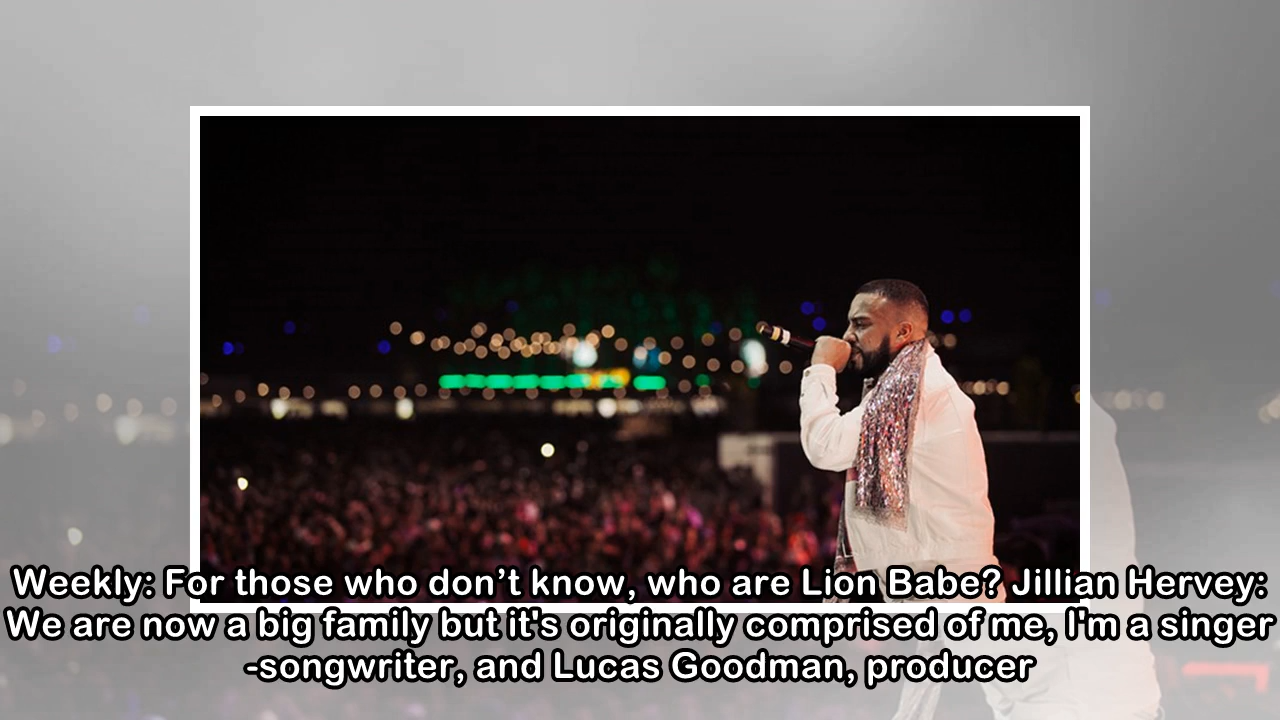 Weekly: For those who don’t know, who are Lion Babe? Jillian Hervey:
We are now a big family but it's originally comprised of me, I'm a singer
-songwriter, and Lucas Goodman, producer